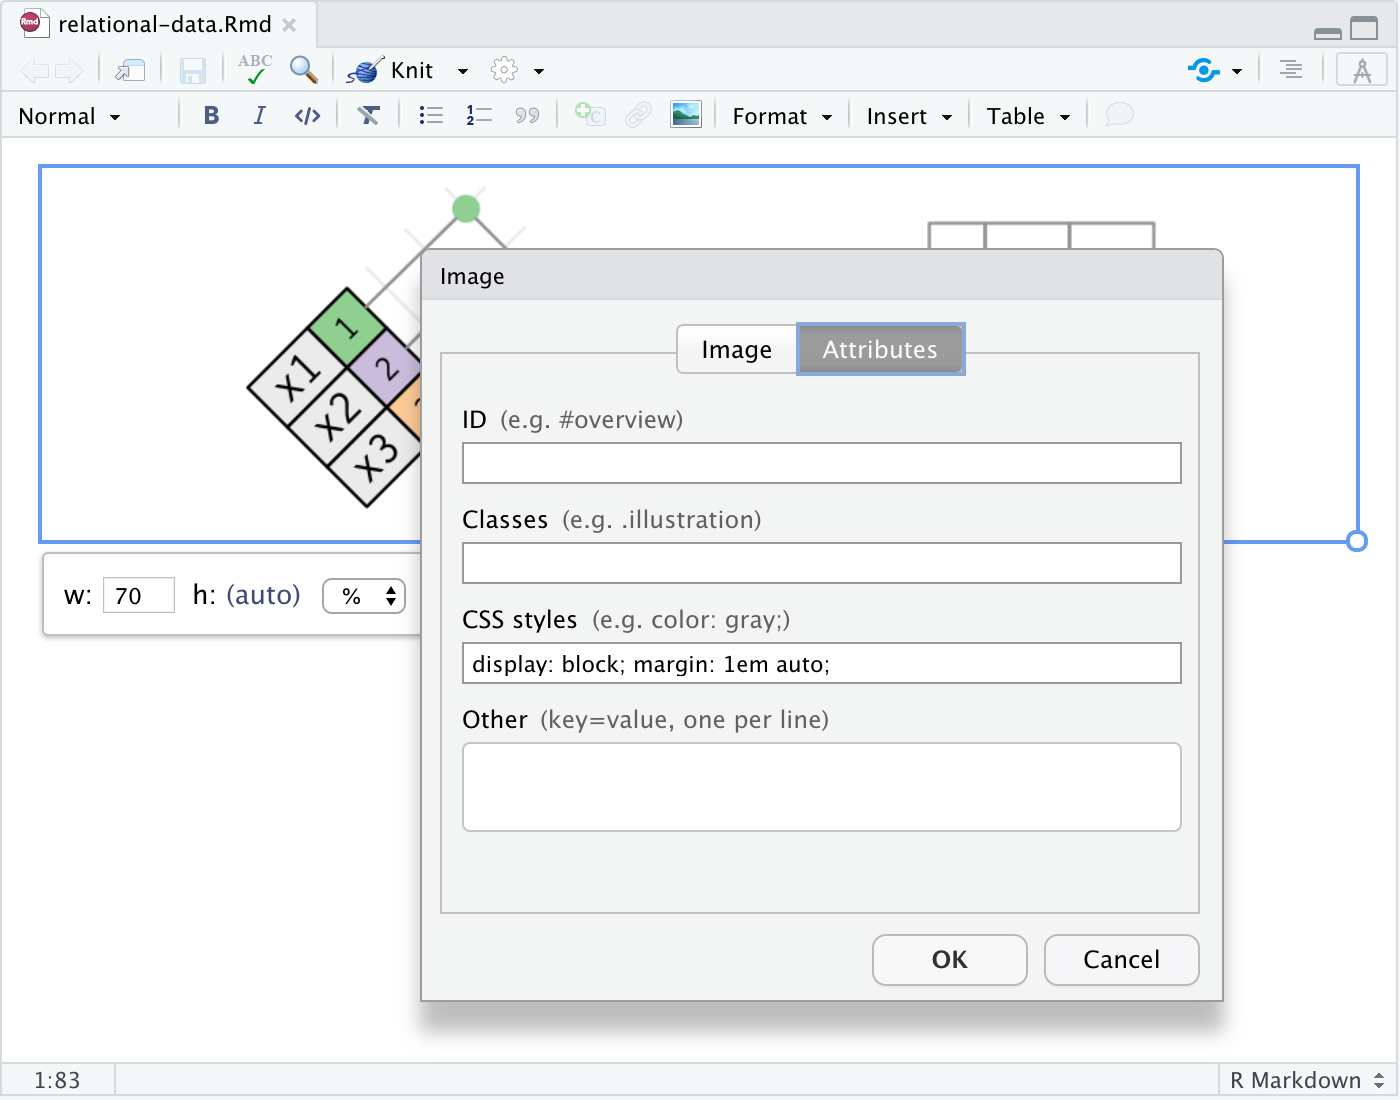 Rmd relational-data.Rmd
ABC Knit
Normal B I </> Format Insert Table
1
2
x1
x2
x3
Image
Image Attributes
ID (e.g. #overview)
Classes (e.g. .illustration)
CSS styles (e.g. color: gray;)
display: block; margin: 1em auto;
Other (key=value, one per line)
w: 70 h: (auto) %
OK Cancel
1:83 R Markdown